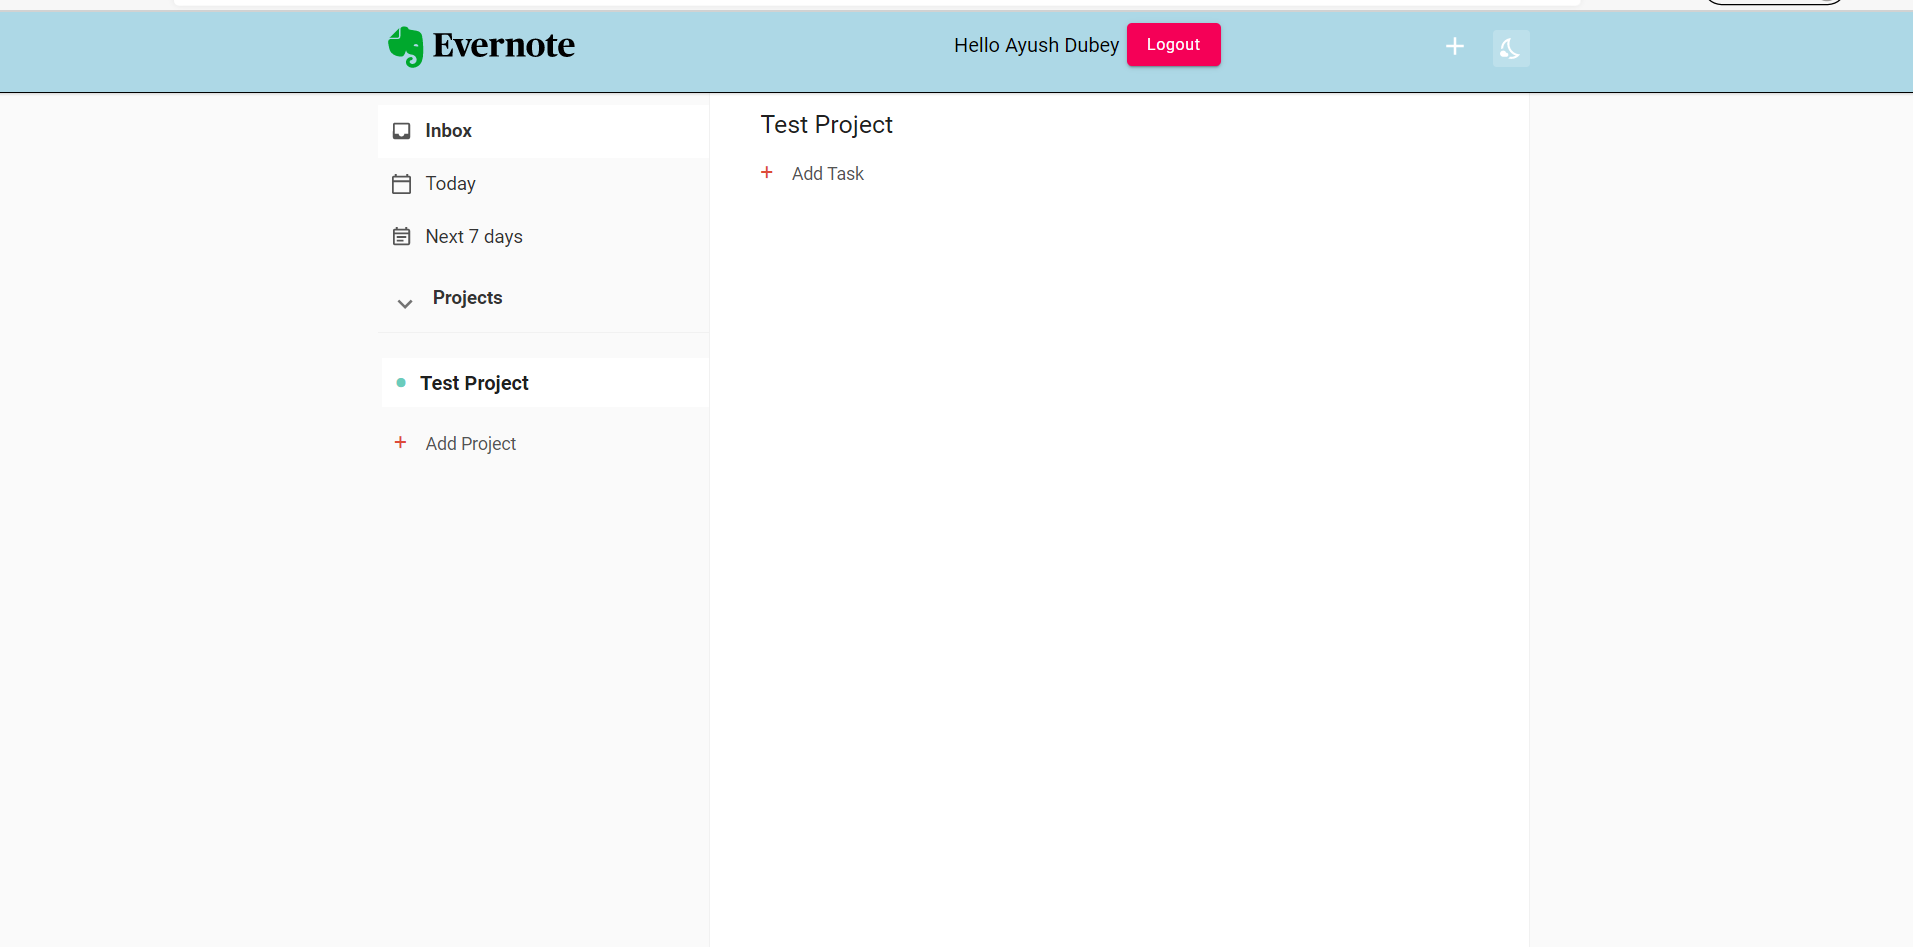 Evernote
Hello Ayush Dubey
Logout
Inbox
Today
Next 7 days
Projects
Test Project
Add Project
Test Project
Add Task